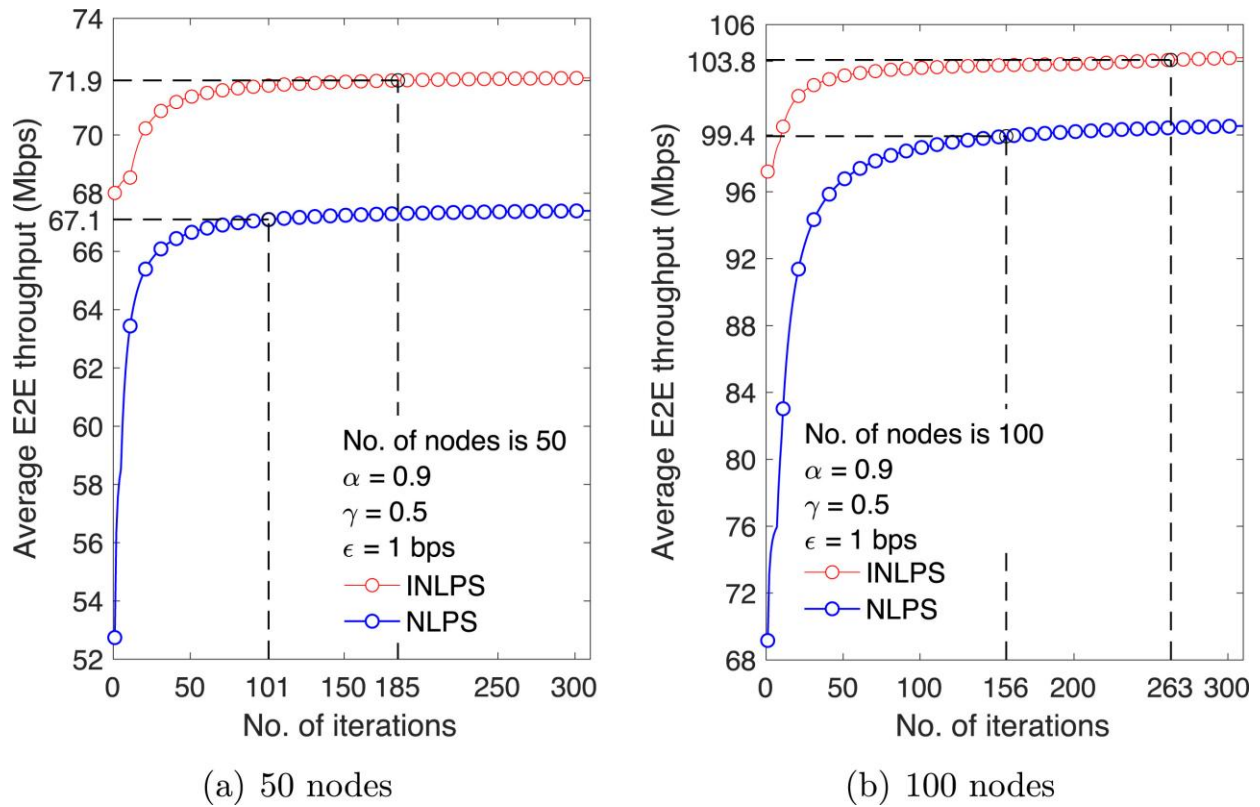 74
71.9
70
68
67.1
66
64
62
60
58
56
54
52
Average E2E throughput (Mbps)
No. of nodes is 50
α = 0.9
γ = 0.5
ϵ = 1 bps
INLPS
NLPS
0 50 101 150 185 250 300
No. of iterations
(a) 50 nodes
106
103.8
99.4
96
92
88
84
80
76
72
68
Average E2E throughput (Mbps)
No. of nodes is 100
α = 0.9
γ = 0.5
ϵ = 1 bps
INLPS
NLPS
0 50 100 156 200 263 300
No. of iterations
(b) 100 nodes